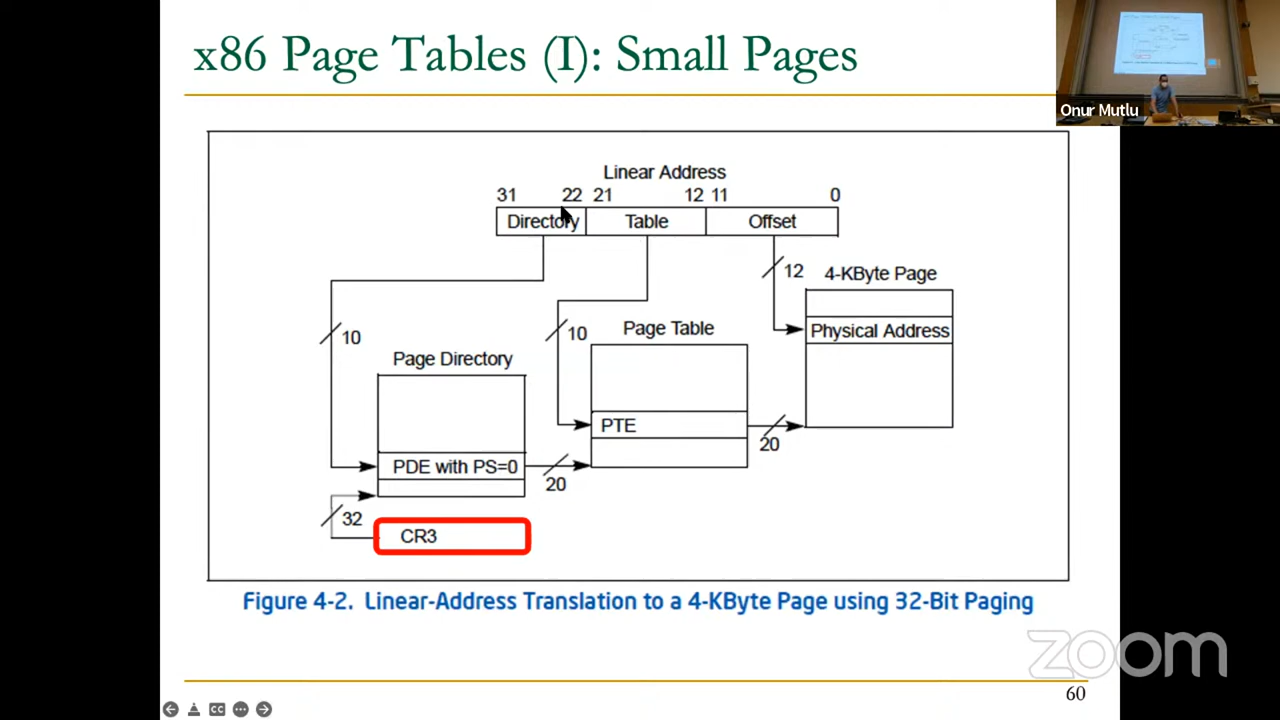 x86 Page Tables (I): Small Pages
Onur Mutlu
Linear Address
31 22 21 12 11 0
Directory Table Offset
12
4-KByte Page
10
10
Page Table
Physical Address
Page Directory
PTE
20
PDE with PS=0
20
32
CR3
Figure 4-2. Linear-Address Translation to a 4-KByte Page using 32-Bit Paging
zoom
60
CC